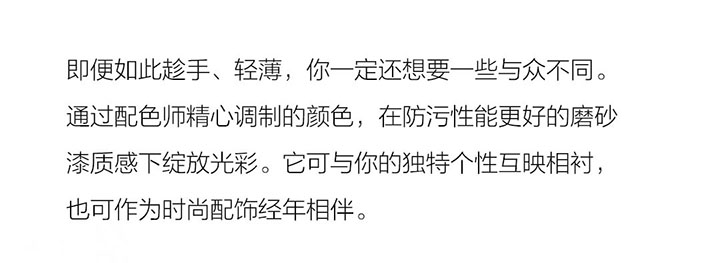 即便如此趁手、轻薄，你一定还想要一些与众不同。
通过配色师精心调制的颜色，在防污性能更好的磨砂
漆质感下绽放光彩。它可与你的独特个性互映相衬，
也可作为时尚配饰经年相伴。